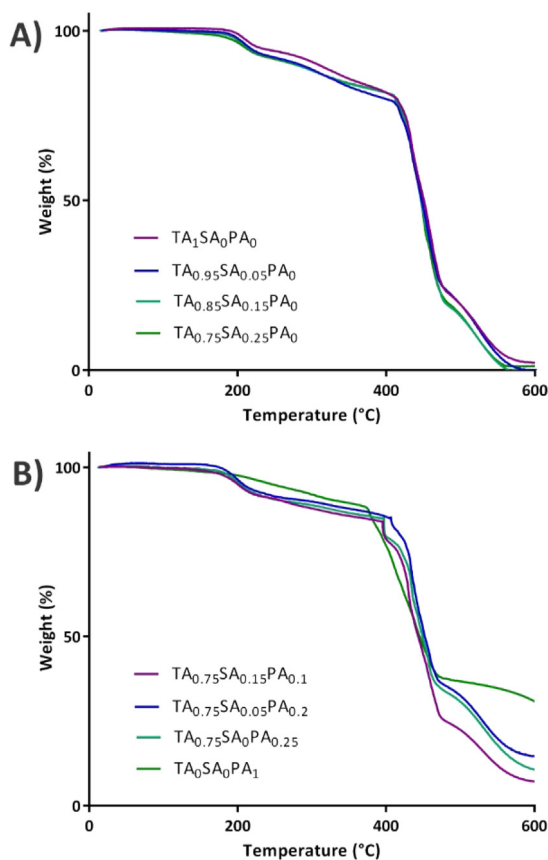 A)
100
50
0
Weight (%)
TA₁SA₀PA₀
TA₀.₉₅SA₀.₀₅PA₀
TA₀.₈₅SA₀.₁₅PA₀
TA₀.₇₅SA₀.₂₅PA₀
0 200 400 600
Temperature (°C)
B)
100
50
0
Weight (%)
TA₀.₇₅SA₀.₁₅PA₀.₁
TA₀.₇₅SA₀.₀₅PA₀.₂
TA₀.₇₅SA₀PA₀.₂₅
TA₀SA₀PA₁
0 200 400 600
Temperature (°C)